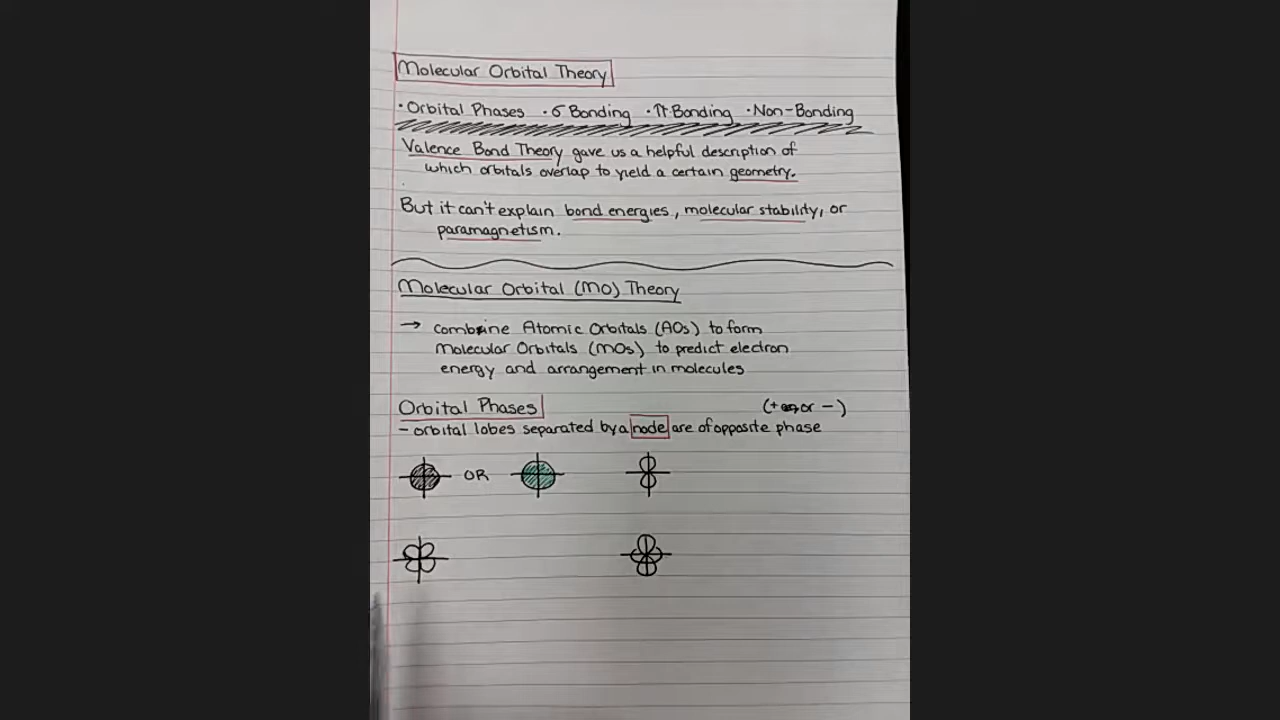 Molecular Orbital Theory
• Orbital Phases • σ Bonding • π Bonding • Non-Bonding
Valence Bond Theory gave us a helpful description of
which orbitals overlap to yield a certain geometry.
But it can't explain bond energies, molecular stability, or
paramagnetism.
Molecular Orbital (MO) Theory
→ combine Atomic Orbitals (AOs) to form
Molecular Orbitals (MOs) to predict electron
energy and arrangement in molecules
Orbital Phases
(+ or -)
- orbital lobes separated by a node are of opposite phase
OR